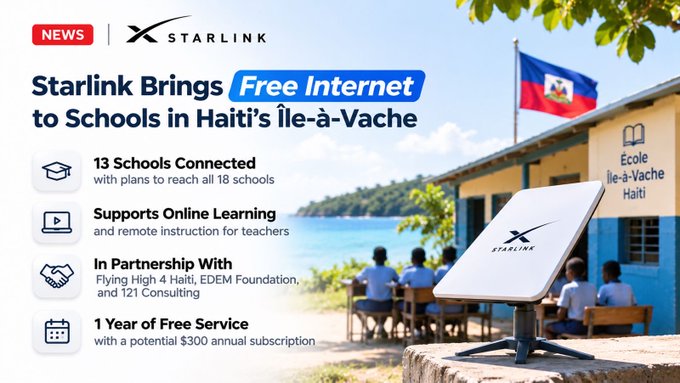 NEWS
STARLINK
Starlink Brings Free Internet
to Schools in Haiti's Île-à-Vache
13 Schools Connected
with plans to reach all 18 schools
Supports Online Learning
and remote instruction for teachers
In Partnership With
Flying High 4 Haiti, EDEM Foundation,
and 121 Consulting
1 Year of Free Service
with a potential $300 annual subscription
École
Île-à-Vache
Haiti
STARLINK